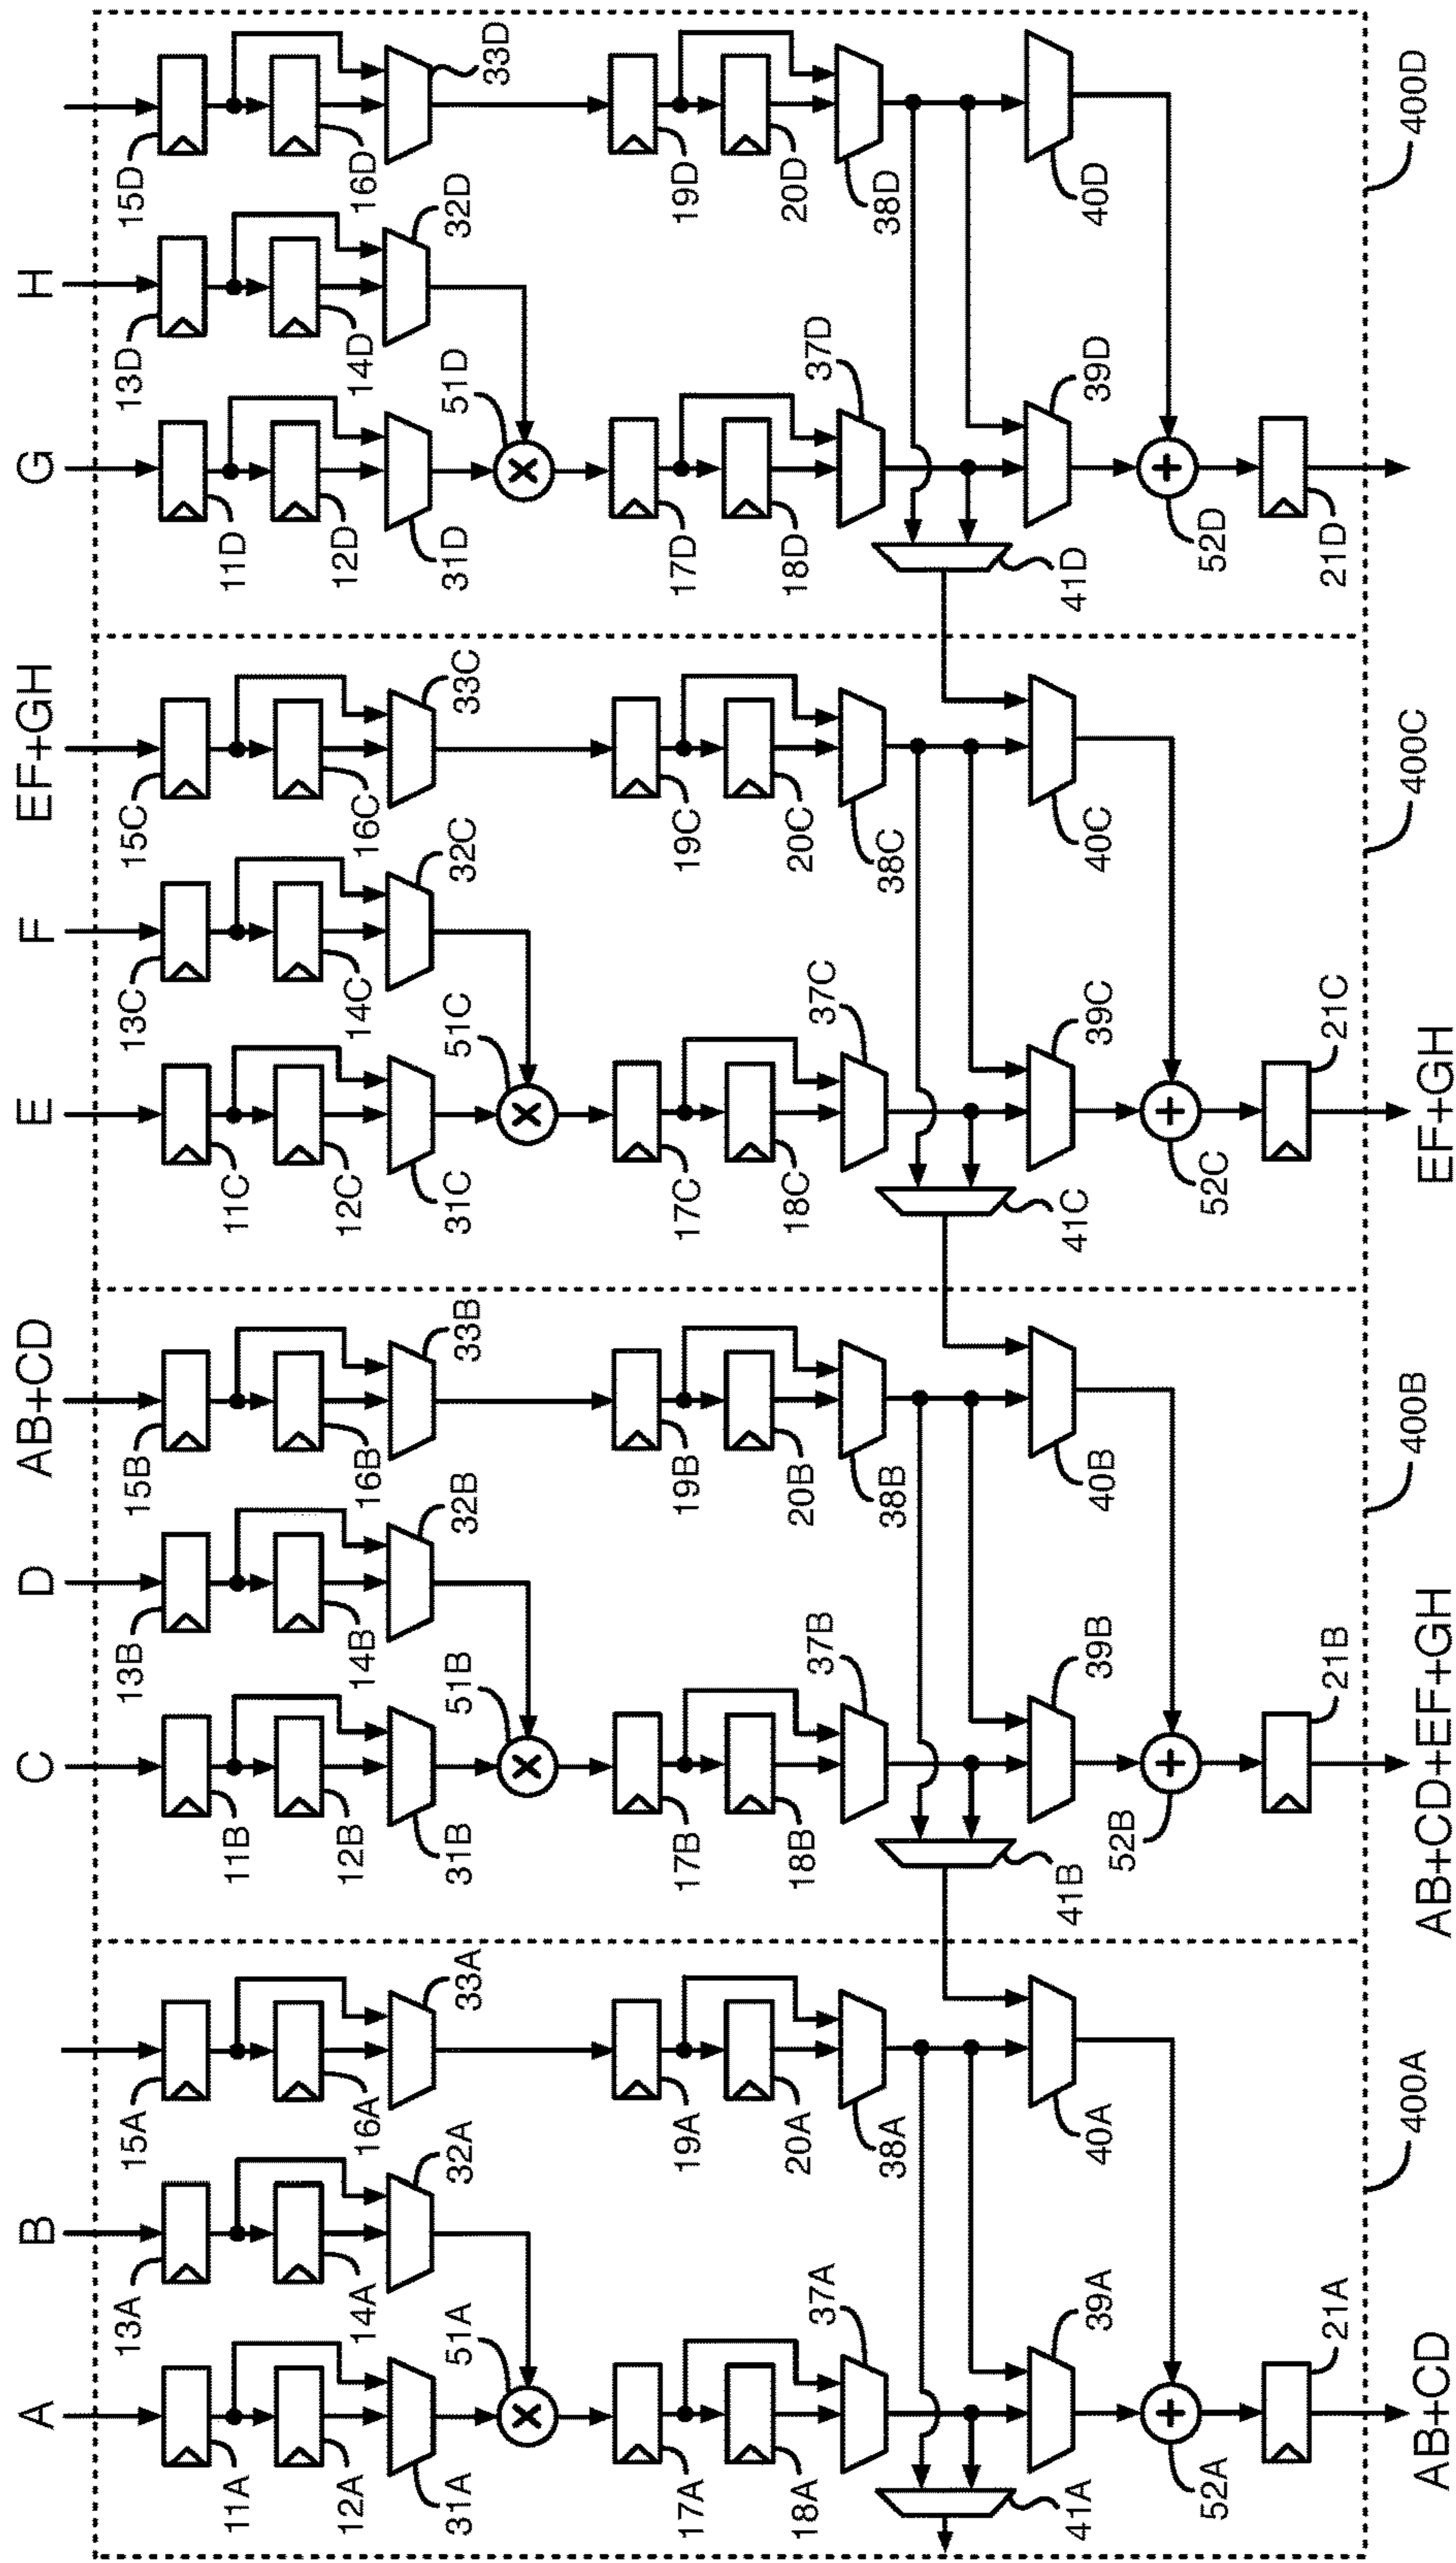 A B C D AB+CD E F EF+GH G H
13A 15A 13B 15B 13C 15C 13D 15D
11A 11B 11C 11D
14A 16A 14B 16B 14C 16C 14D 16D
12A 12B 12C 12D
51A 32A 33A 51B 32B 33B 51C 32C 33C 51D 32D 33D
31A 31B 31C 31D
17A 19A 17B 19B 17C 19C 17D 19D
18A 20A 18B 20B 18C 20C 18D 20D
37A 38A 37B 38B 37C 38C 37D 38D
41A 39A 40A 41B 39B 40B 41C 39C 40C 41D 39D 40D
52A 52B 52C 52D
21A 21B 21C 21D
400A 400B 400C 400D
AB+CD AB+CD+EF+GH EF+GH